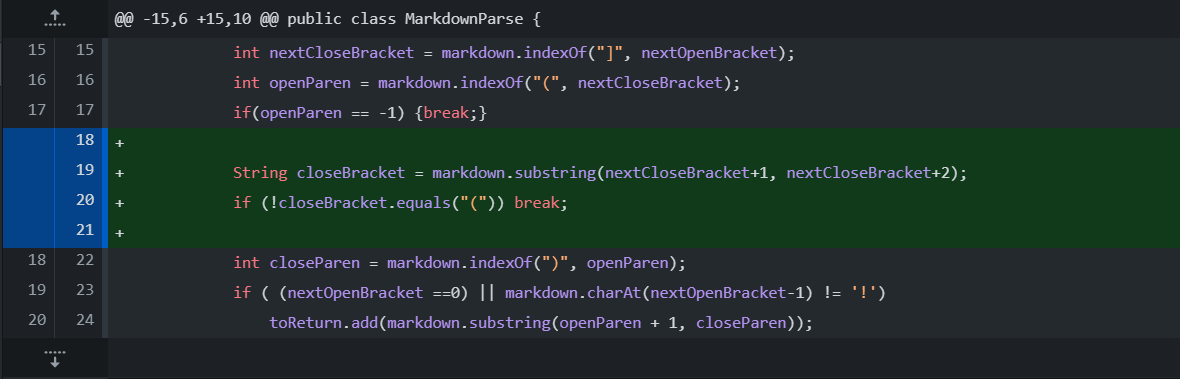 @@ -15,6 +15,10 @@ public class MarkdownParse {
15 15 int nextCloseBracket = markdown.indexOf("]", nextOpenBracket);
16 16 int openParen = markdown.indexOf("(", nextCloseBracket);
17 17 if(openParen == -1) {break;}
18 +
19 + String closeBracket = markdown.substring(nextCloseBracket+1, nextCloseBracket+2);
20 + if (!closeBracket.equals("(")) break;
21 +
18 22 int closeParen = markdown.indexOf(")", openParen);
19 23 if ( (nextOpenBracket ==0) || markdown.charAt(nextOpenBracket-1) != '!')
20 24 toReturn.add(markdown.substring(openParen + 1, closeParen));